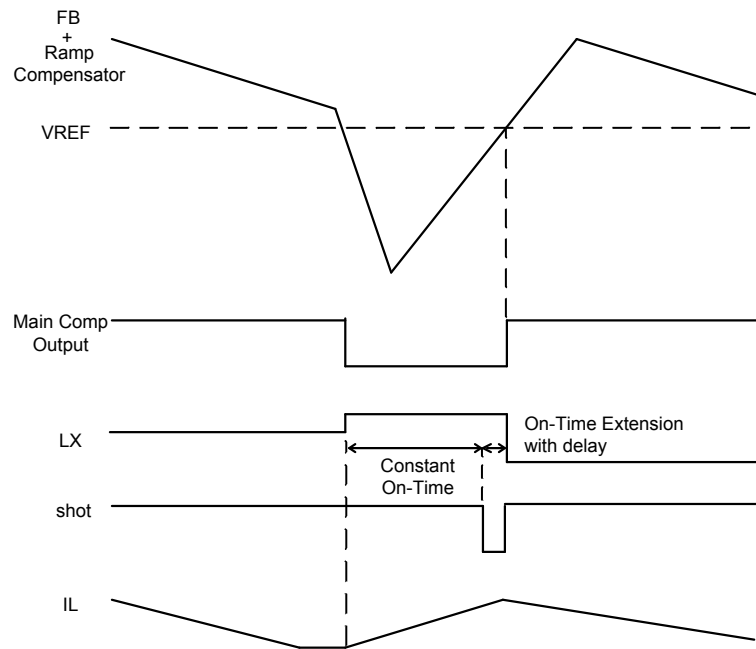 FB
+
Ramp
Compensator
VREF
Main Comp
Output
LX
On-Time Extension
with delay
Constant
On-Time
shot
IL